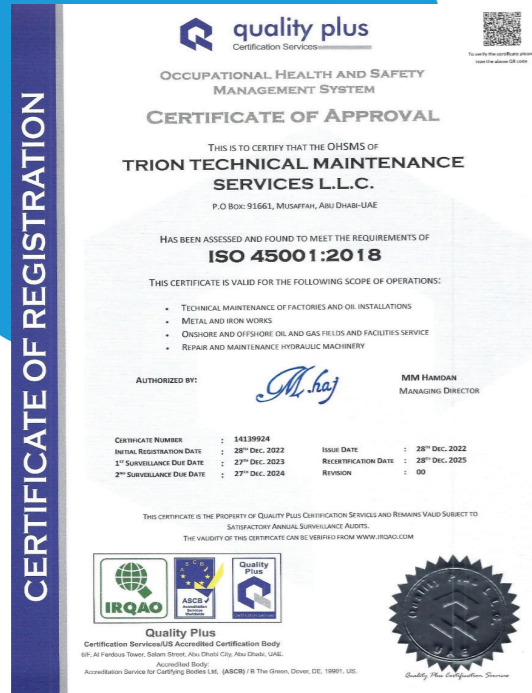 CERTIFICATE OF REGISTRATION
quality plus
Certification Services
To verify the certificate please
scan the above QR code
OCCUPATIONAL HEALTH AND SAFETY
MANAGEMENT SYSTEM
CERTIFICATE OF APPROVAL
THIS IS TO CERTIFY THAT THE OHSMS OF
TRION TECHNICAL MAINTENANCE
SERVICES L.L.C.
P.O BOX: 91661, MUSAFFAH, ABU DHABI-UAE
HAS BEEN ASSESSED AND FOUND TO MEET THE REQUIREMENTS OF
ISO 45001:2018
THIS CERTIFICATE IS VALID FOR THE FOLLOWING SCOPE OF OPERATIONS:
• TECHNICAL MAINTENANCE OF FACTORIES AND OIL INSTALLATIONS
• METAL AND IRON WORKS
• ONSHORE AND OFFSHORE OIL AND GAS FIELDS AND FACILITIES SERVICE
• REPAIR AND MAINTENANCE HYDRAULIC MACHINERY
AUTHORIZED BY:
M.haj
MM HAMDAN
MANAGING DIRECTOR
CERTIFICATE NUMBER : 14139924
INITIAL REGISTRATION DATE : 28TH DEC. 2022 ISSUE DATE : 28TH DEC. 2022
1ST SURVEILLANCE DUE DATE : 27TH DEC. 2023 RECERTIFICATION DATE : 28TH DEC. 2025
2ND SURVEILLANCE DUE DATE : 27TH DEC. 2024 REVISION : 00
THIS CERTIFICATE IS THE PROPERTY OF QUALITY PLUS CERTIFICATION SERVICES AND REMAINS VALID SUBJECT TO
SATISFACTORY ANNUAL SURVEILLANCE AUDITS.
THE VALIDITY OF THIS CERTIFICATE CAN BE VERIFIED FROM WWW.IRQAO.COM
IRQAO
ASCB
Accreditation
Services
Worldwide
Quality
Plus
Quality Plus
Certification Services/US Accredited Certification Body
6/F, Al Ferdous Tower, Salam Street, Abu Dhabi City, Abu Dhabi, UAE.
Accredited Body:
Accreditation Service for Certifying Bodies Ltd, (ASCB) / 8 The Green, Dover, DE, 19901, US.
QUALITY PLUS L.L.C.
UAE
Quality Plus Certification Services